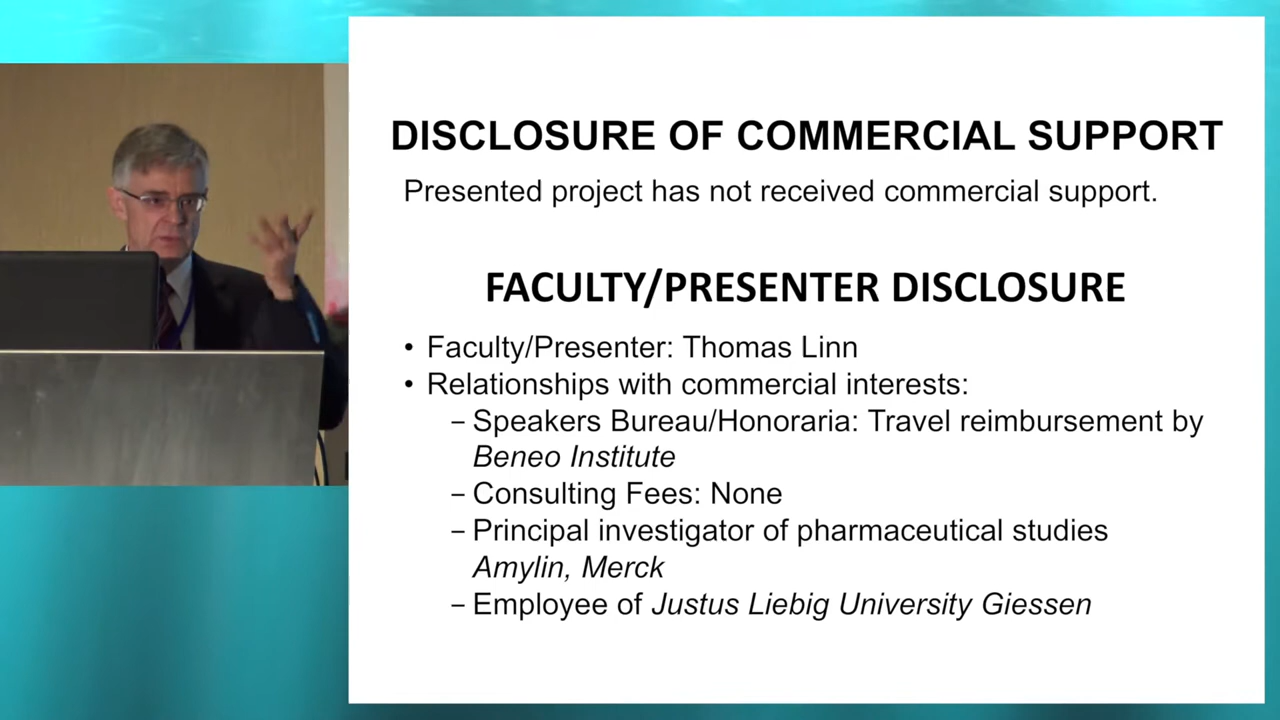 DISCLOSURE OF COMMERCIAL SUPPORT
Presented project has not received commercial support.
FACULTY/PRESENTER DISCLOSURE
• Faculty/Presenter: Thomas Linn
• Relationships with commercial interests:
– Speakers Bureau/Honoraria: Travel reimbursement by
Beneo Institute
– Consulting Fees: None
– Principal investigator of pharmaceutical studies
Amylin, Merck
– Employee of Justus Liebig University Giessen